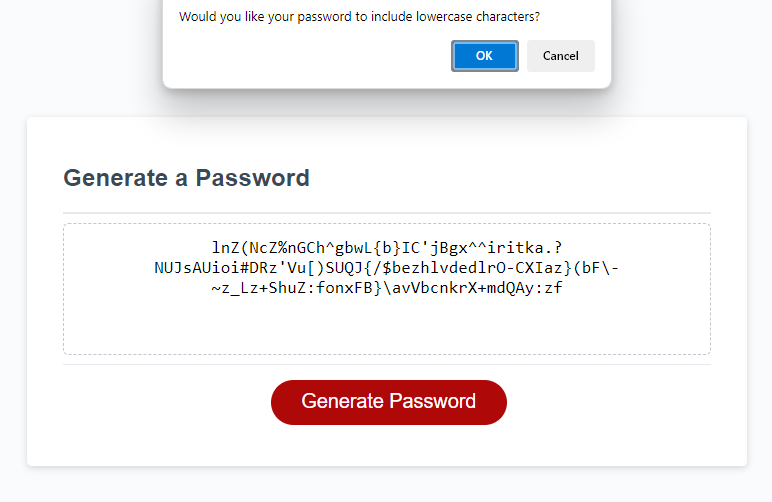 Would you like your password to include lowercase characters?
OK
Cancel
Generate a Password
lnZ(NcZ%nGCh^gbwL{b}IC'jBgx^^iritka.?
NUJsAUioi#DRz'Vu[)SUQJ{/$bezhlvdedlrO-CXIaz}(bF\-
~z_Lz+ShuZ:fonxFB}\avVbcnkrX+mdQAy:zf
Generate Password